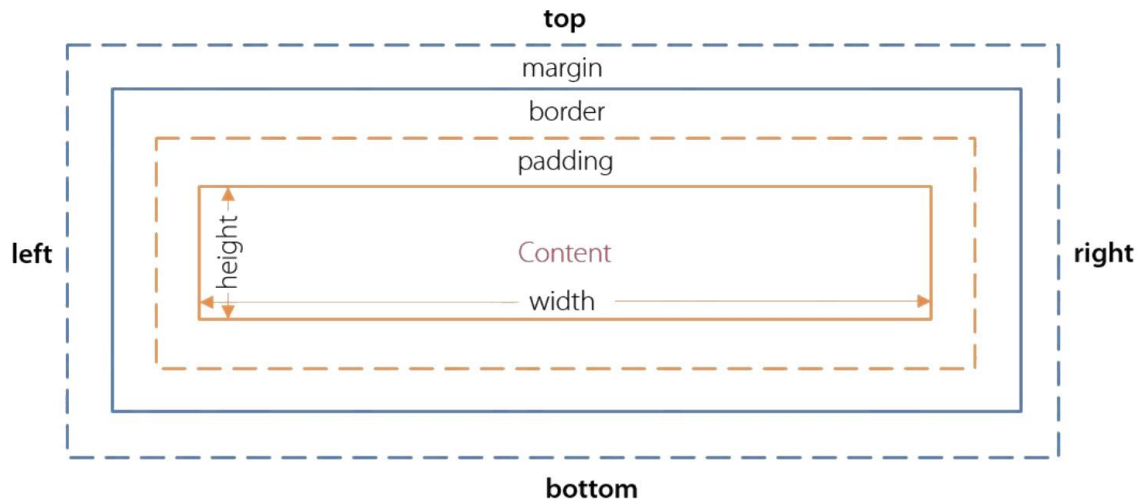 top
margin
border
padding
left
height
Content
right
width
bottom